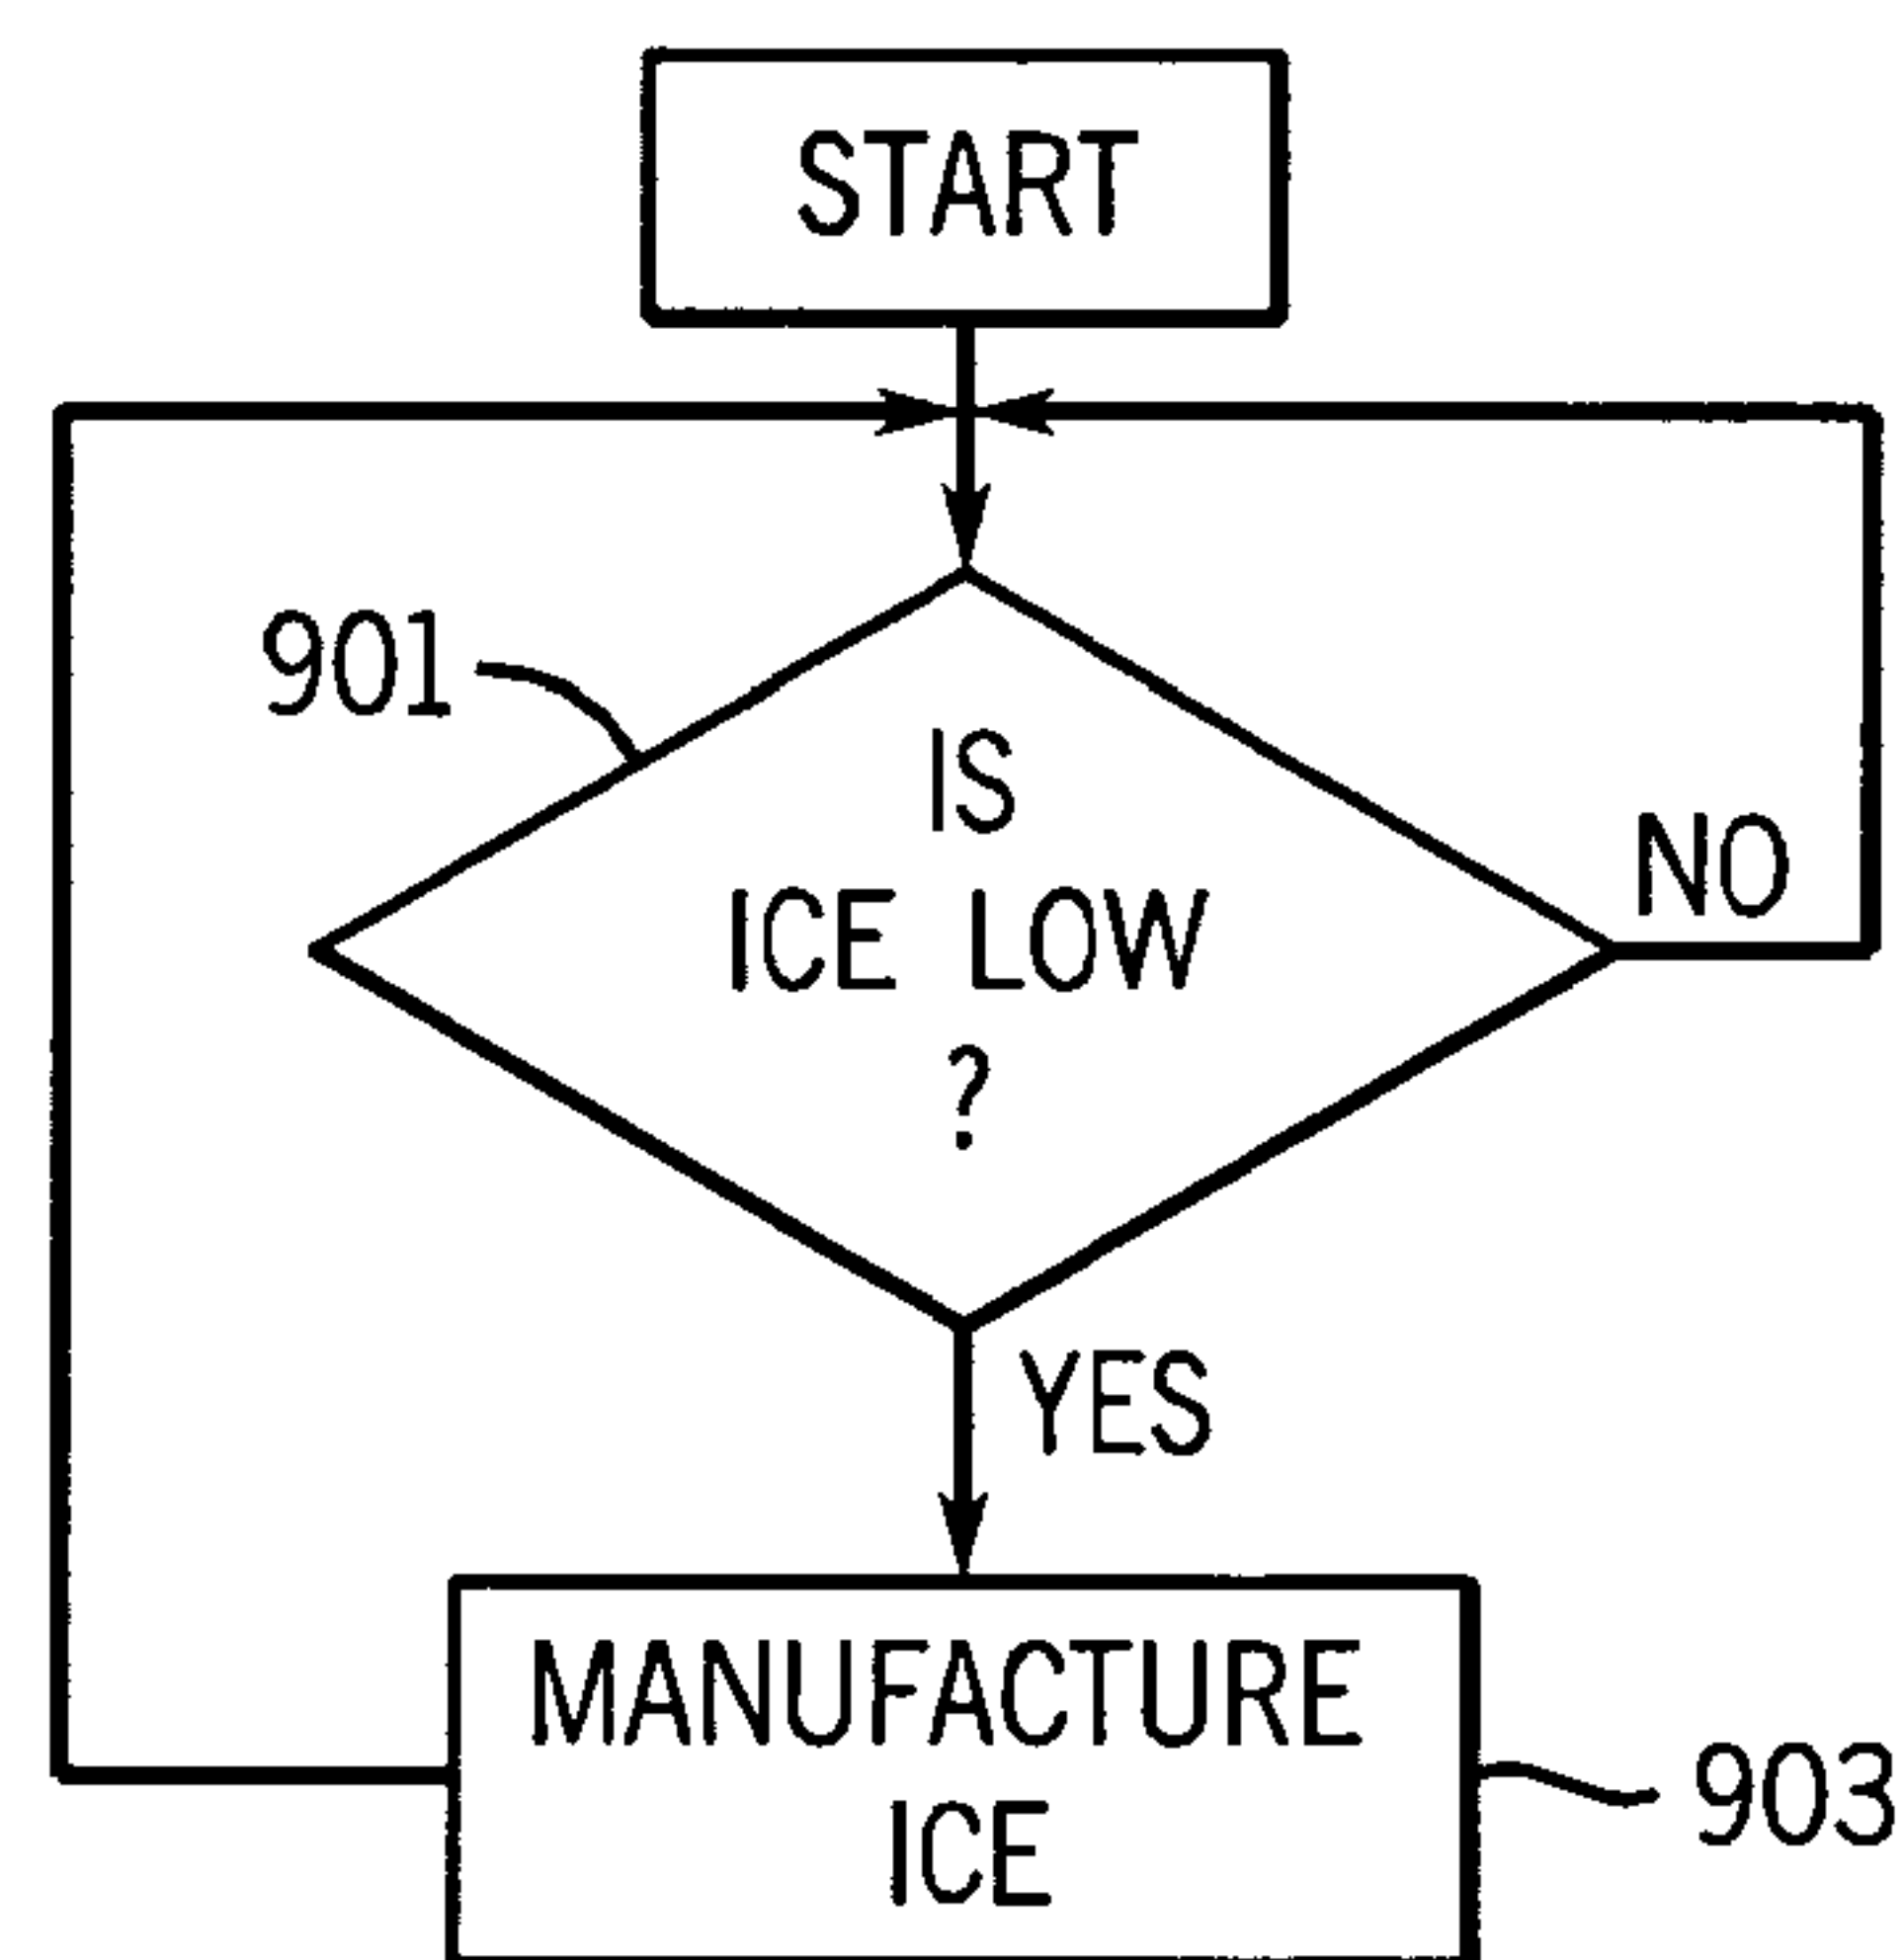 START
901
IS
ICE LOW
?
NO
YES
MANUFACTURE
ICE
903